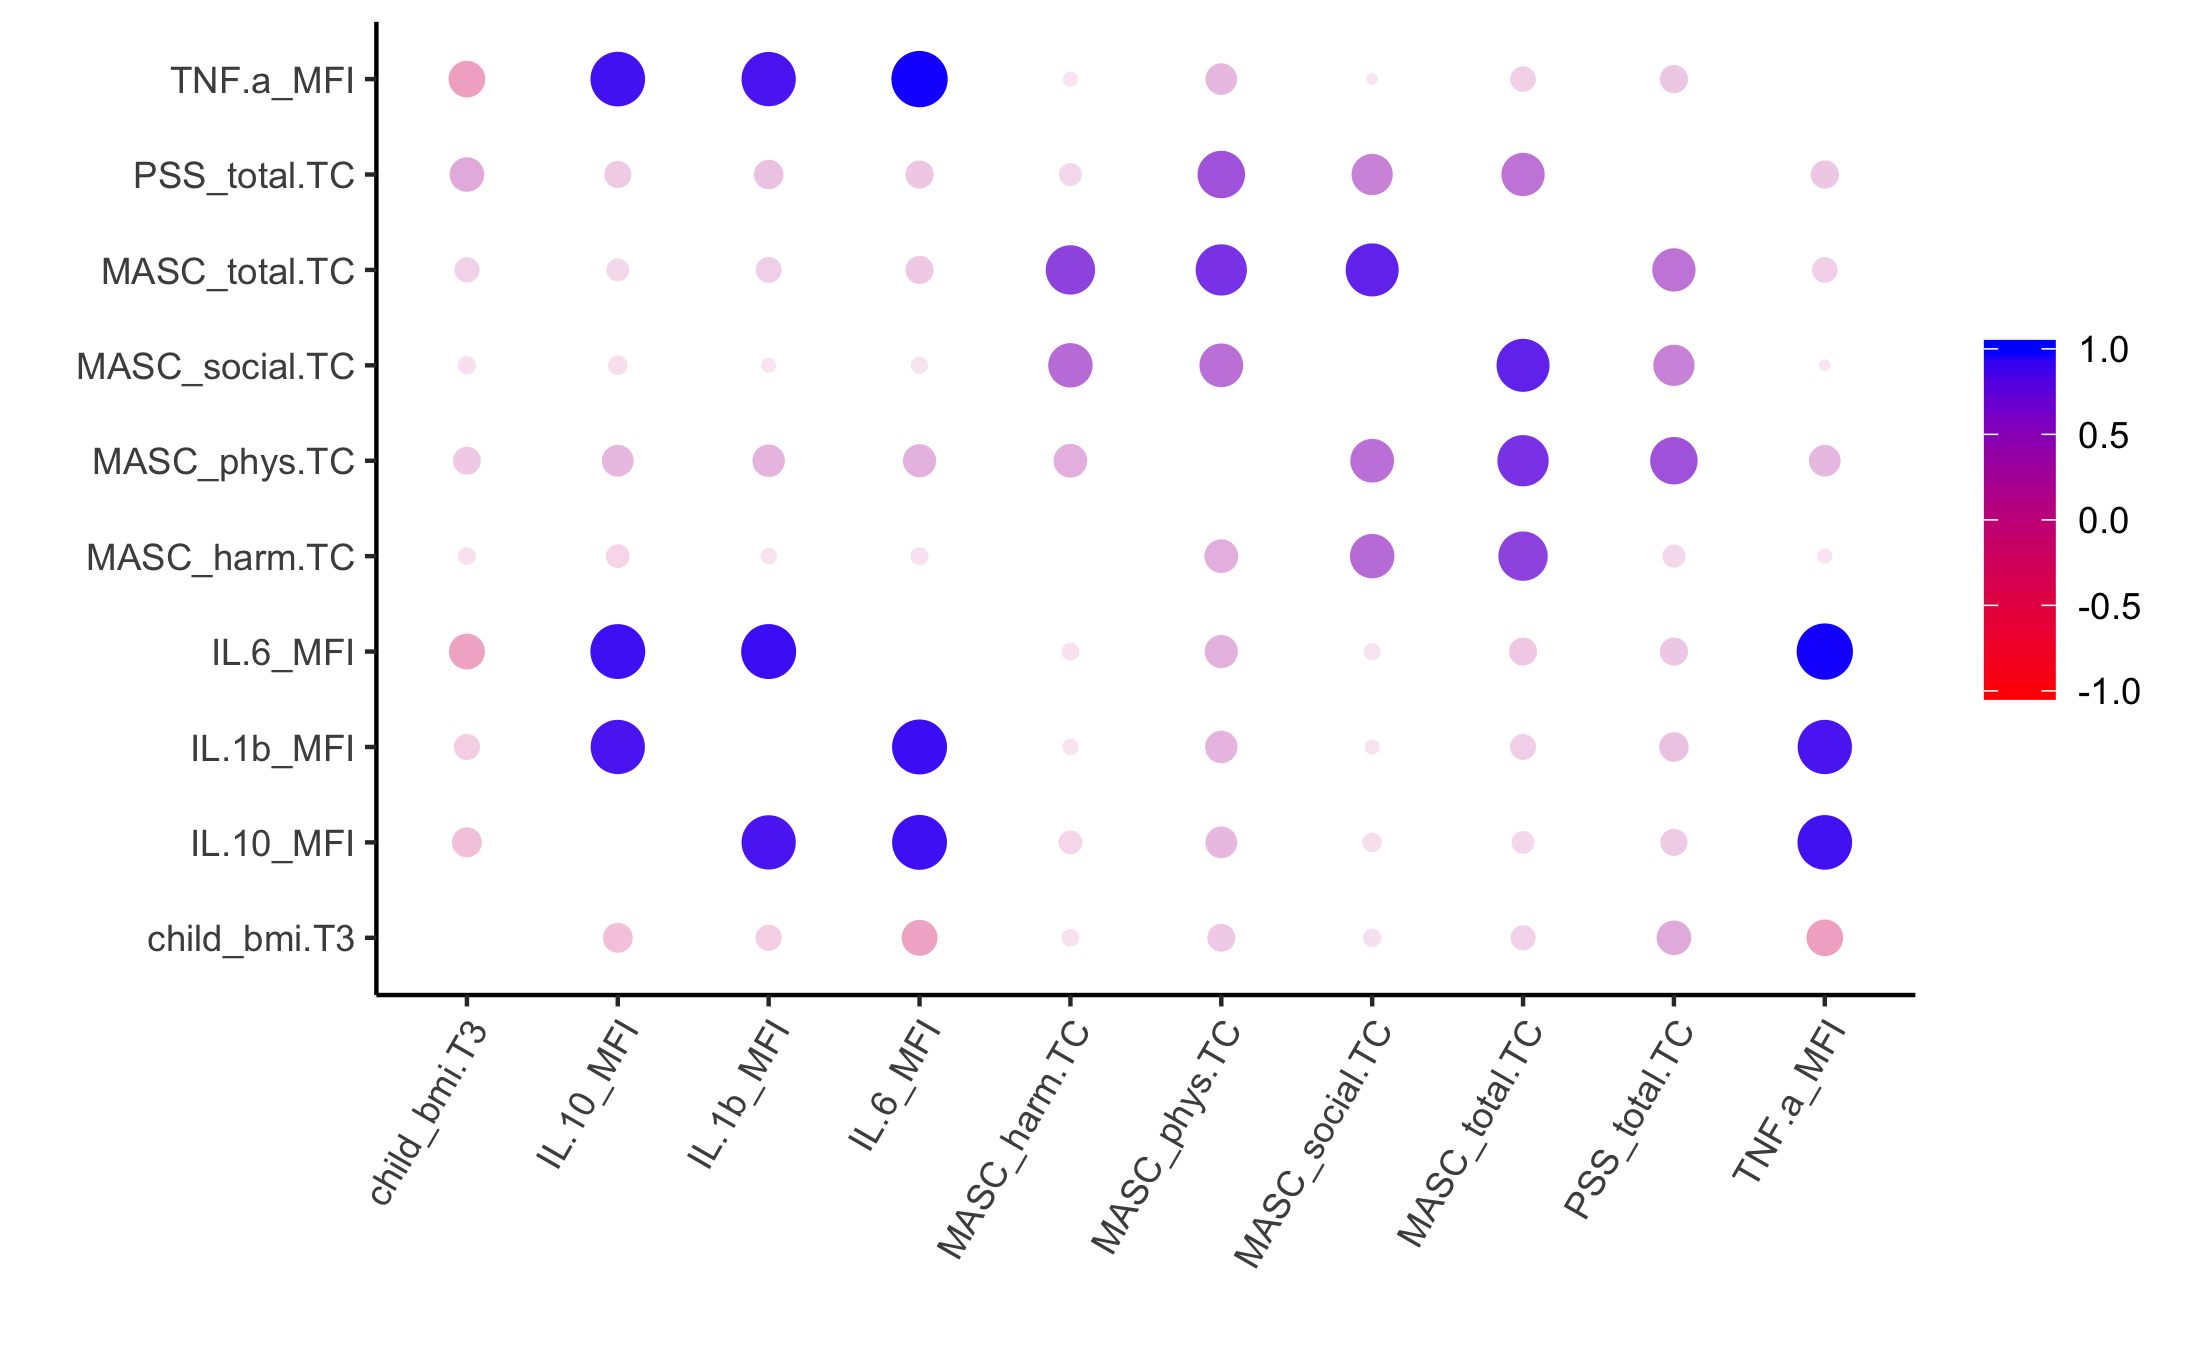 TNF.a_MFI
PSS_total.TC
MASC_total.TC
MASC_social.TC
MASC_phys.TC
MASC_harm.TC
IL.6_MFI
IL.1b_MFI
IL.10_MFI
child_bmi.T3
child_bmi.T3
IL.10_MFI
IL.1b_MFI
IL.6_MFI
MASC_harm.TC
MASC_phys.TC
MASC_social.TC
MASC_total.TC
PSS_total.TC
TNF.a_MFI
1.0
0.5
0.0
-0.5
-1.0